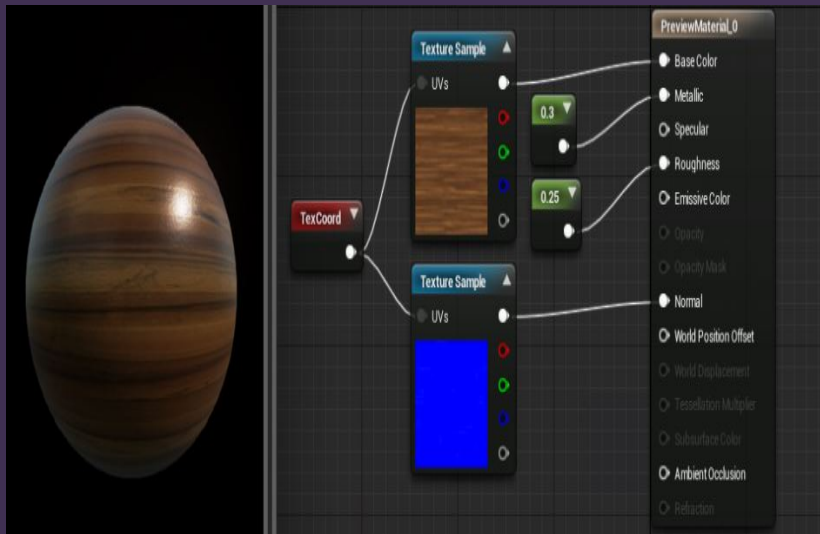 Texture Sample
UVs
0.3
0.25
TexCoord
Texture Sample
UVs
PreviewMaterial_0
Base Color
Metallic
Specular
Roughness
Emissive Color
Opacity
Opacity Mask
Normal
World Position Offset
World Displacement
Tessellation Multiplier
Subsurface Color
Ambient Occlusion
Refraction